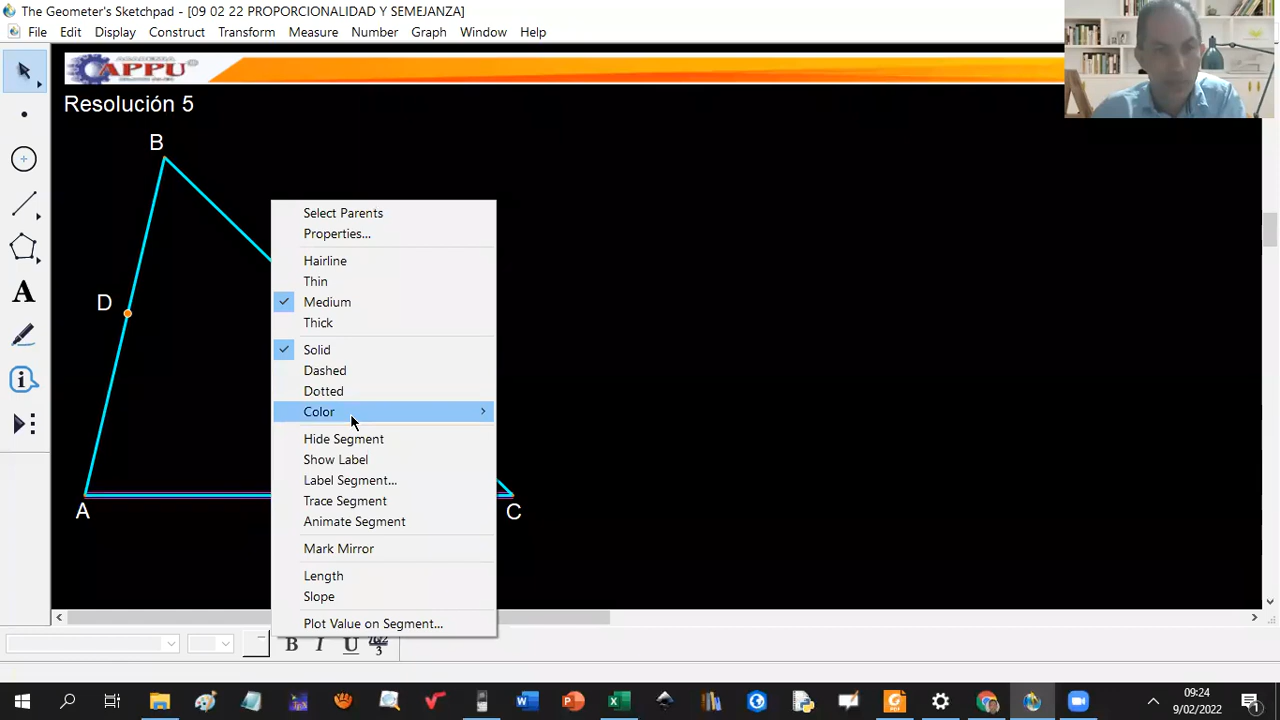 The Geometer's Sketchpad - [09 02 22 PROPORCIONALIDAD Y SEMEJANZA]
File Edit Display Construct Transform Measure Number Graph Window Help
ACADEMIA
APPU
Resolución 5
B
D
A
C
Select Parents
Properties...
Hairline
Thin
Medium
Thick
Solid
Dashed
Dotted
Color
Hide Segment
Show Label
Label Segment...
Trace Segment
Animate Segment
Mark Mirror
Length
Slope
Plot Value on Segment...
B I U
09:24
9/02/2022